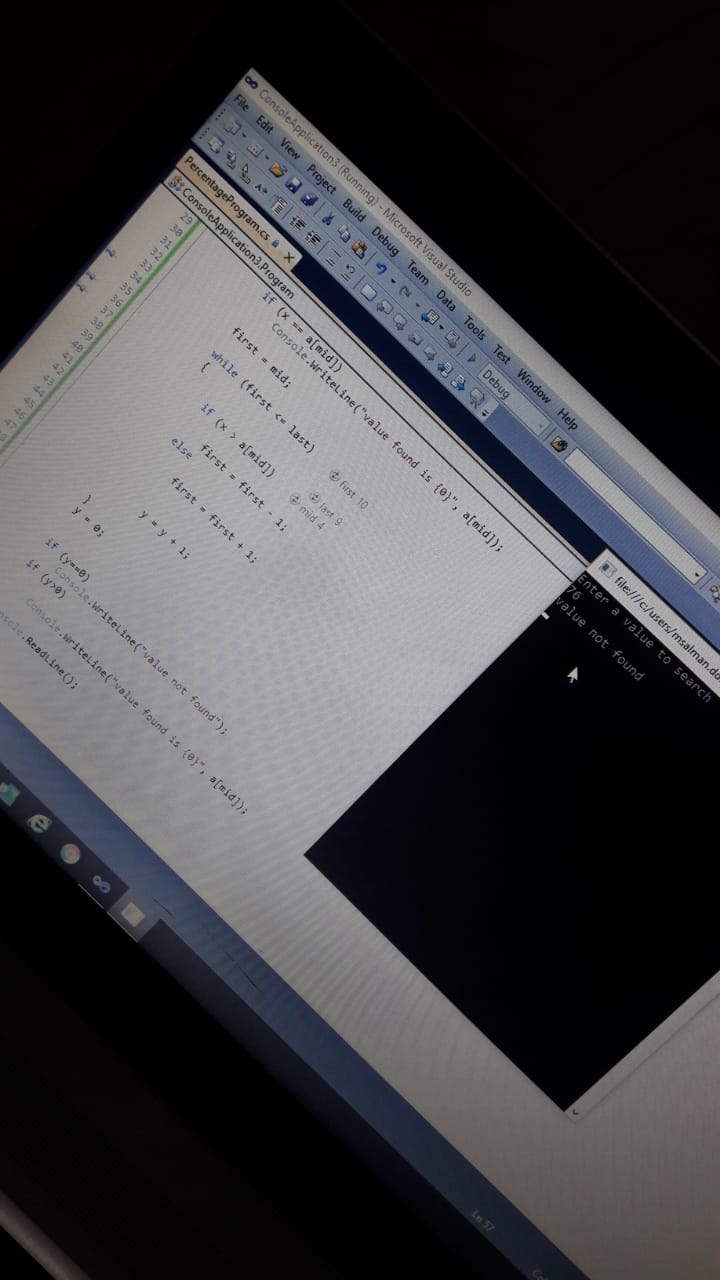 ConsoleApplication3 (Running) - Microsoft Visual Studio
File Edit View Project Build Debug Team Data Tools Test Window Help
Debug
PercentageProgram.cs
ConsoleApplication3.Program
29
30
31
32
33
34
35
36
37
38
39
40
41
42
43
44
45
46
47
if (x == a[mid])
Console.WriteLine("value found is {0}", a[mid]);
first = mid;
while (first <= last)
{
if (x > a[mid])
first = first - 1;
else
first = first + 1;
y = y + 1;
}
y = 0;
if (y==0)
Console.WriteLine("value not found");
if (y>0)
Console.WriteLine("value found is {0}", a[mid]);
nsole.ReadLine();
first 10
last 9
mid 4
file:///c:/users/msalman.do
Enter a value to search
76
value not found
Ln 57